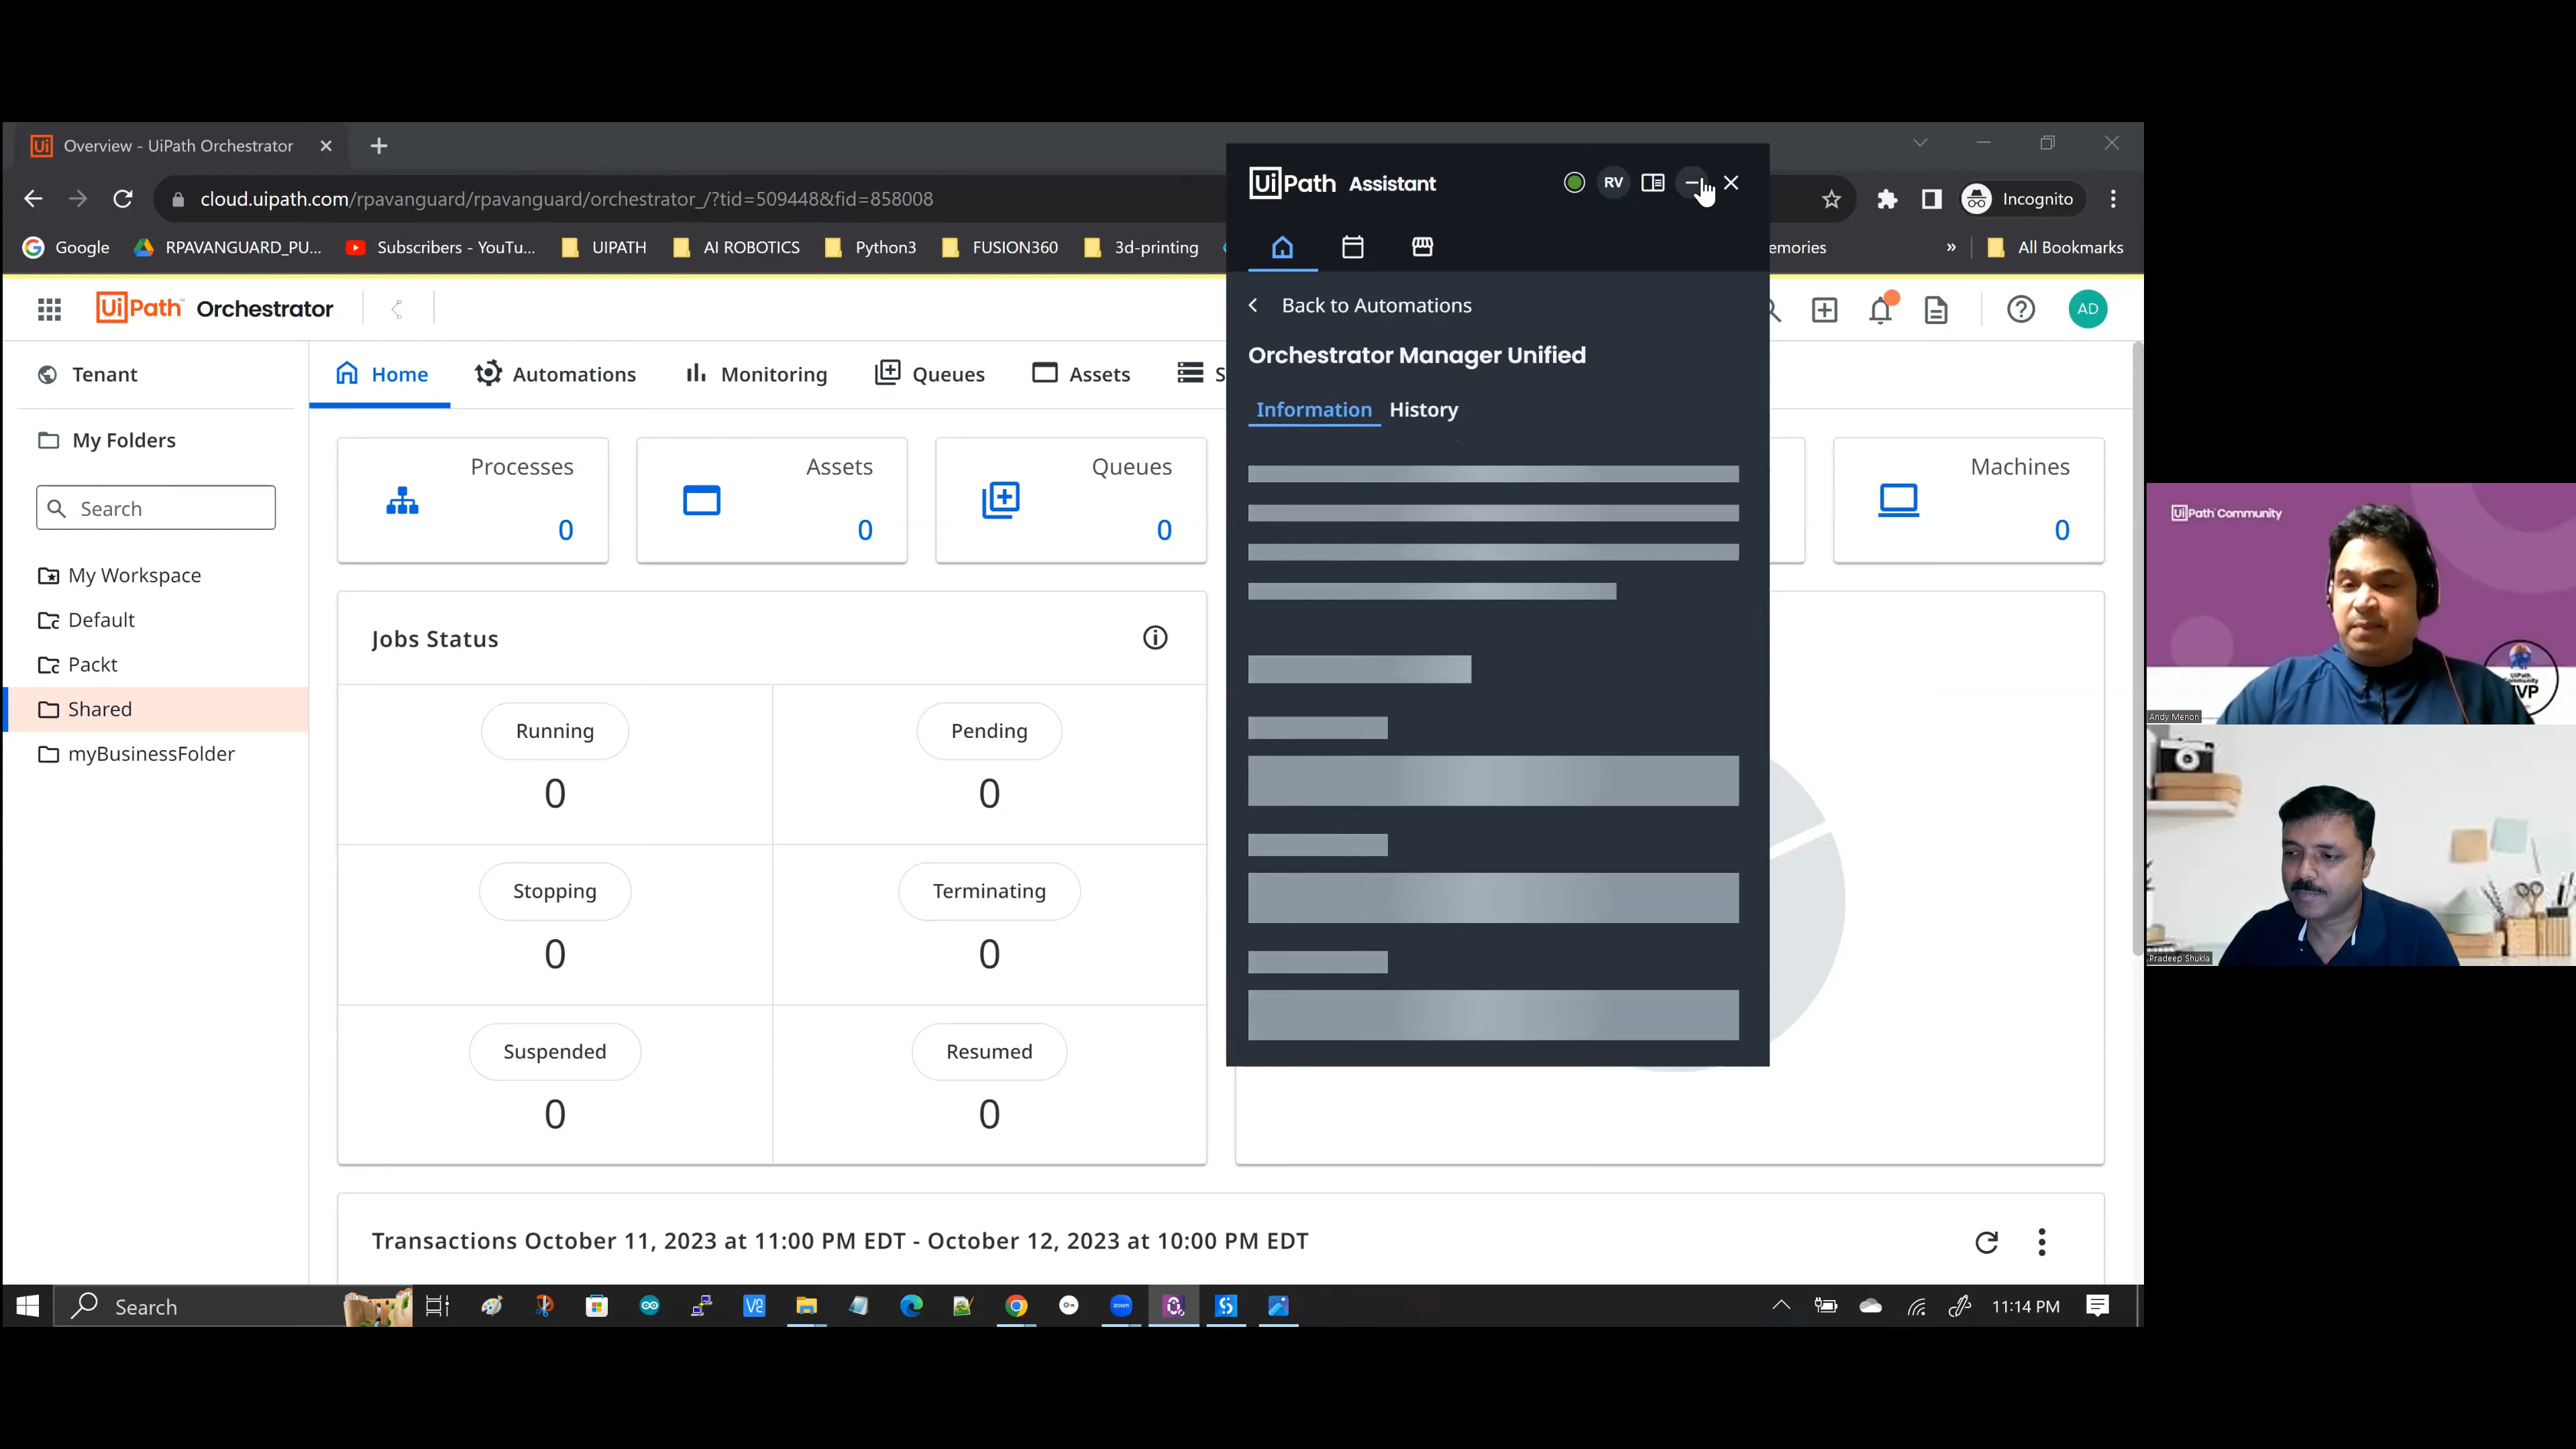 Overview - UiPath Orchestrator
cloud.uipath.com/rpavanguard/rpavanguard/orchestrator_/?tid=509448&fid=858008
Incognito
Google
RPAVANGUARD_PU...
Subscribers - YouTu...
UIPATH
AI ROBOTICS
Python3
FUSION360
3d-printing
emories
»
All Bookmarks
UiPath Orchestrator
AD
UiPath Assistant
RV
Back to Automations
Orchestrator Manager Unified
Information
History
Tenant
My Folders
Search
My Workspace
Default
Packt
Shared
myBusinessFolder
Home
Automations
Monitoring
Queues
Assets
S
Processes
0
Assets
0
Queues
0
Machines
0
Jobs Status
Running
0
Pending
0
Stopping
0
Terminating
0
Suspended
0
Resumed
0
Transactions October 11, 2023 at 11:00 PM EDT - October 12, 2023 at 10:00 PM EDT
Search
zoom
11:14 PM
UiPath Community
UiPath
Community
VP
Andy Menon
Pradeep Shukla